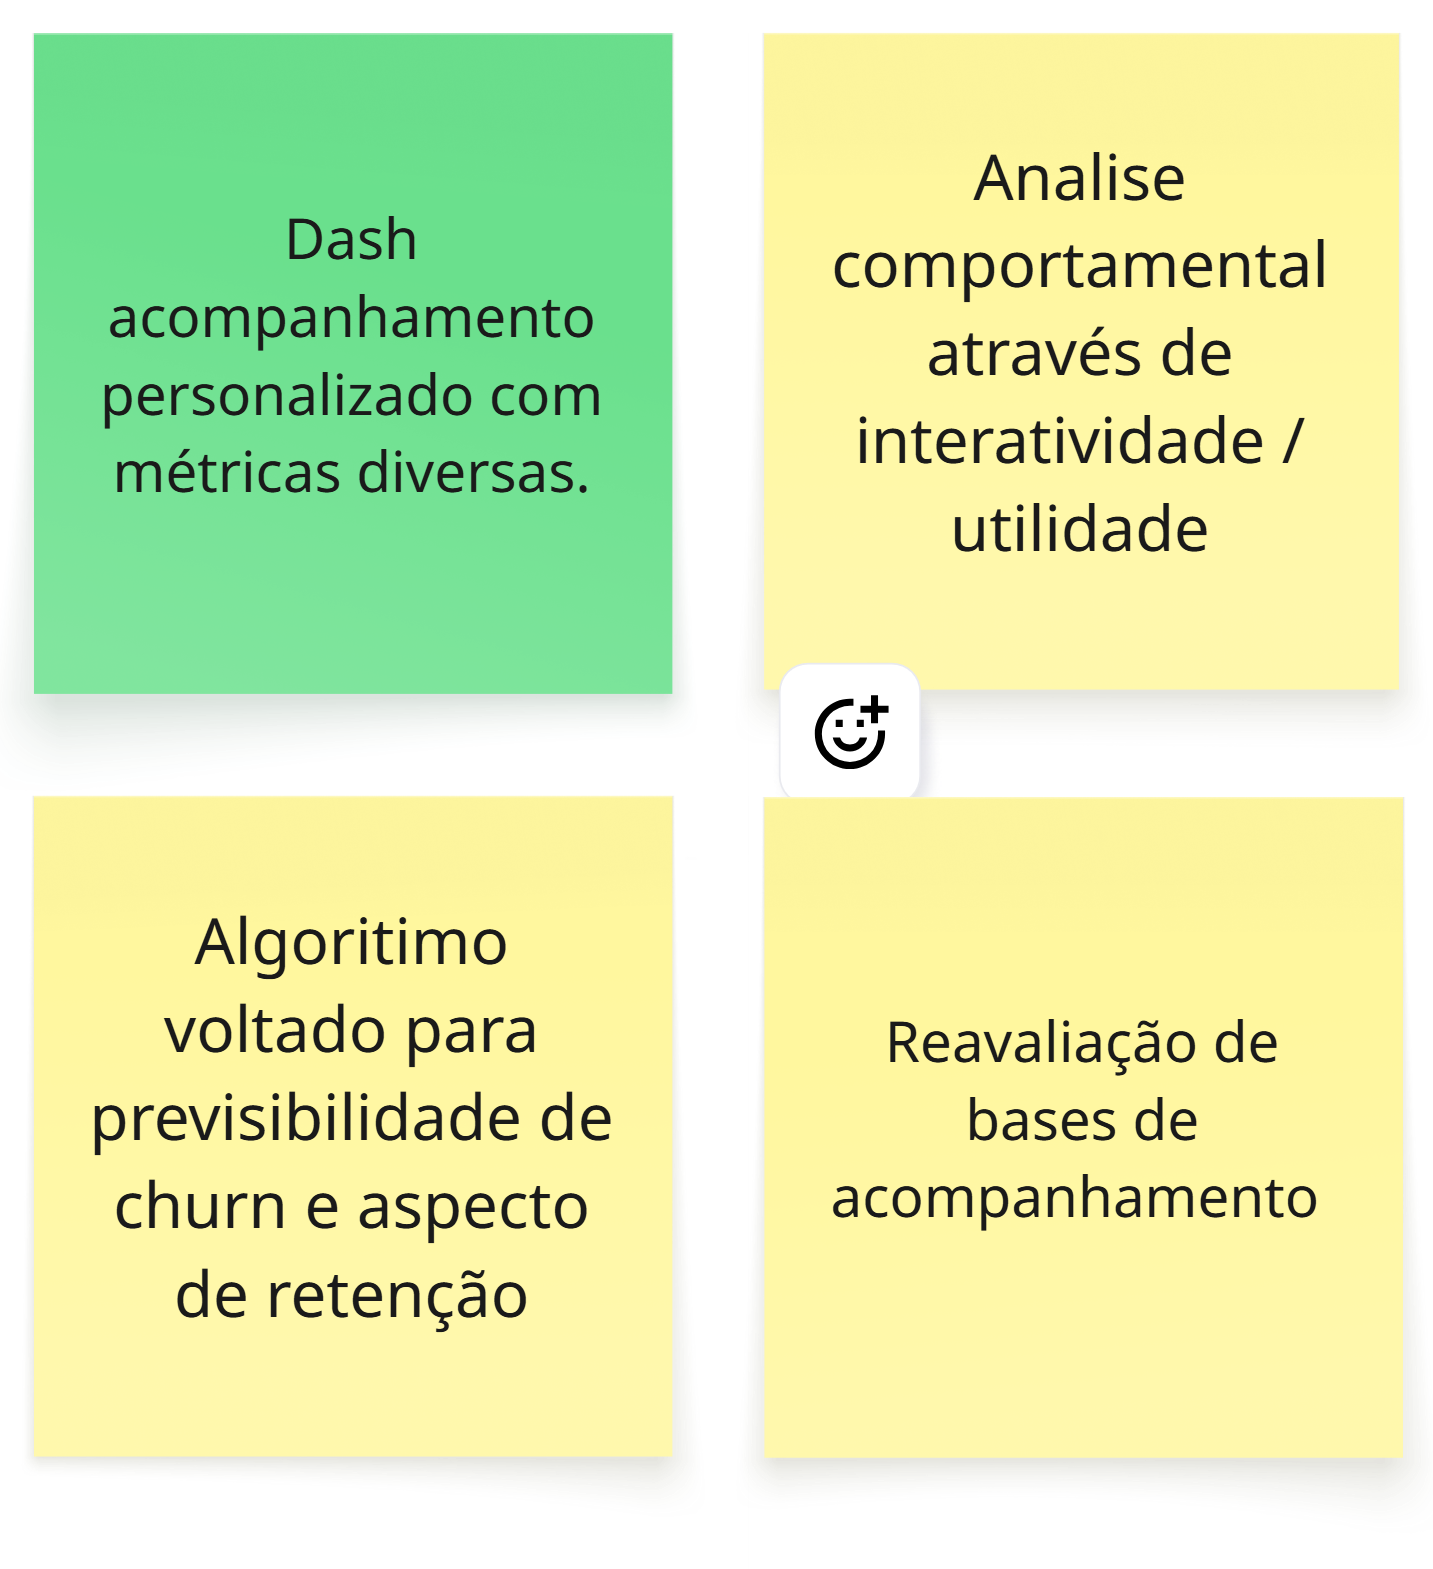 Dash
acompanhamento
personalizado com
métricas diversas.
Analise
comportamental
através de
interatividade /
utilidade
Algoritimo
voltado para
previsibilidade de
churn e aspecto
de retenção
Reavaliação de
bases de
acompanhamento